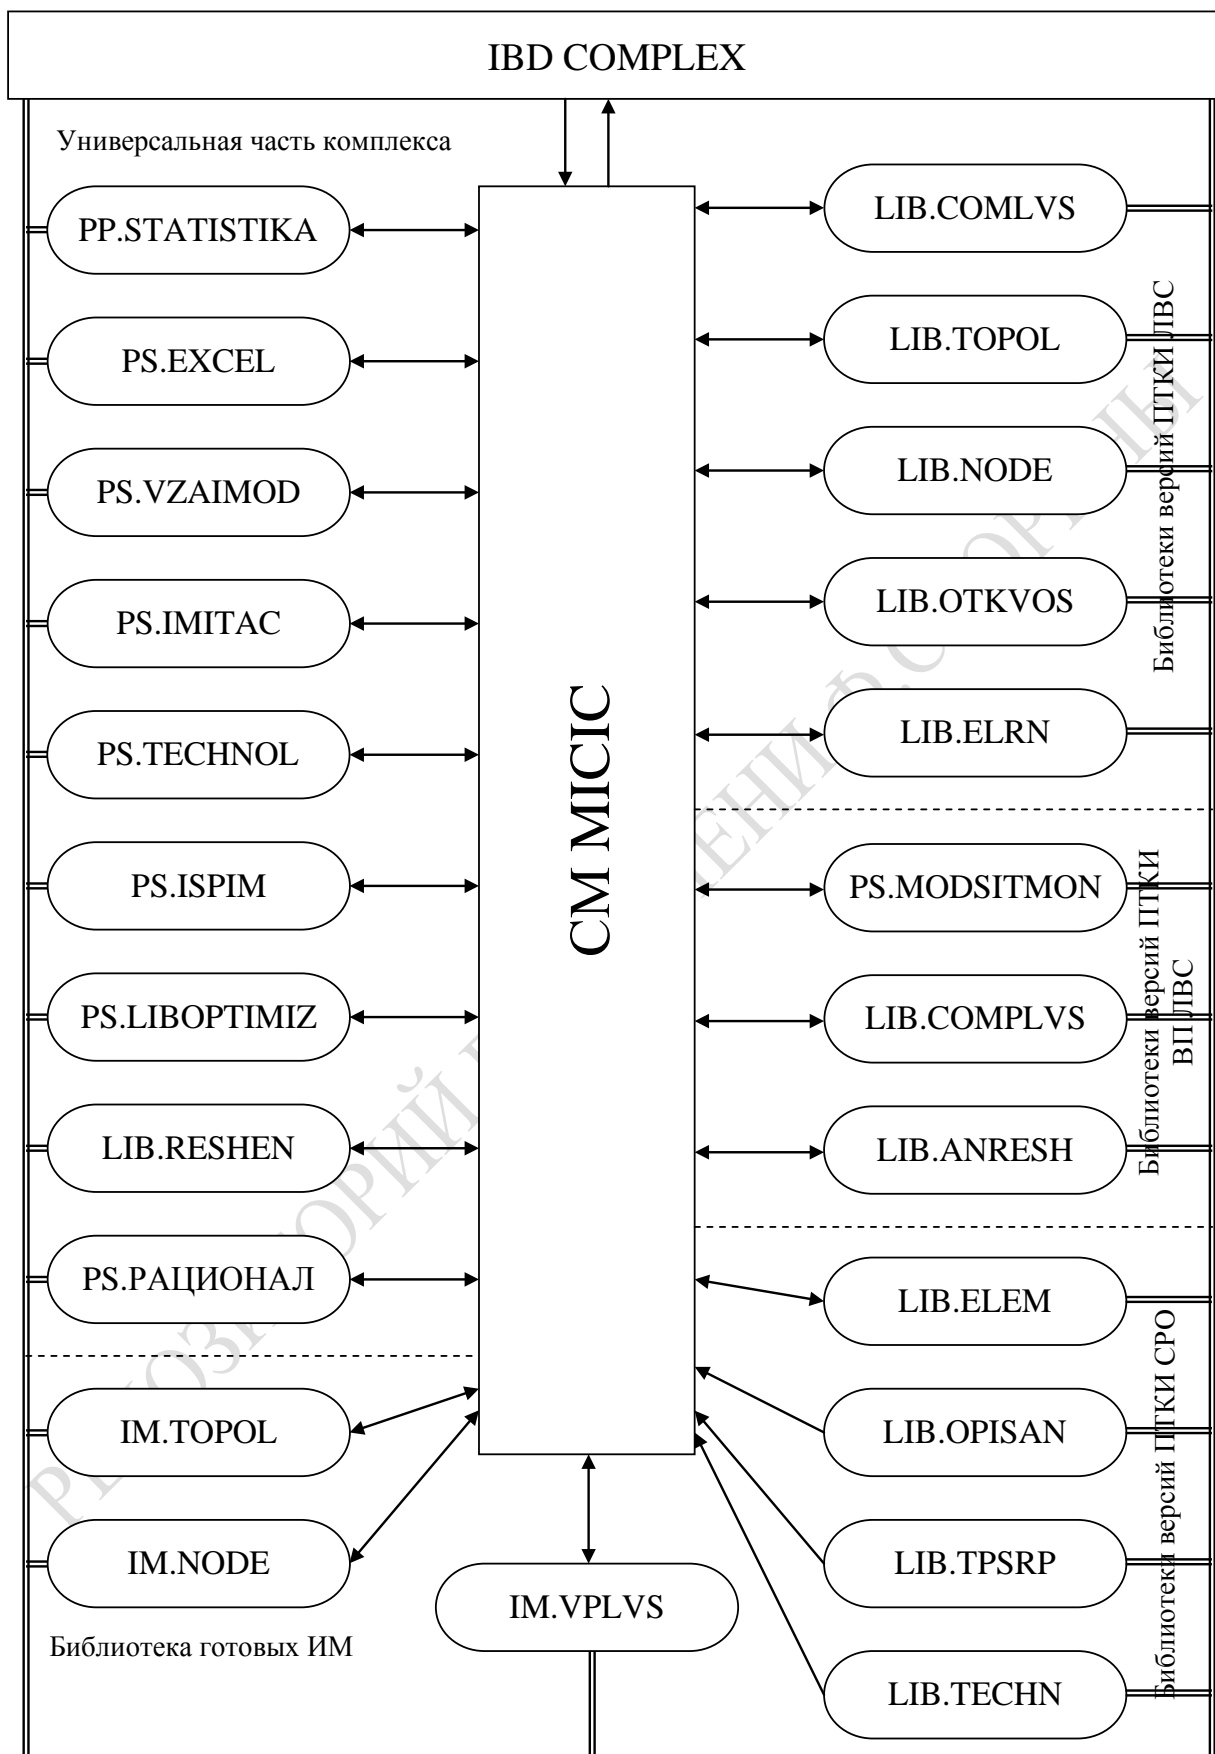 IBD COMPLEX
Универсальная часть комплекса
PP.STATISTIKA
PS.EXCEL
PS.VZAIMOD
PS.IMITAC
PS.TECHNOL
PS.ISPIM
PS.LIBOPTIMIZ
LIB.RESHEN
PS.РАЦИОНАЛ
IM.TOPOL
IM.NODE
Библиотека готовых ИМ
CM MICIC
IM.VPLVS
LIB.COMLVS
LIB.TOPOL
LIB.NODE
LIB.OTKVOS
LIB.ELRN
Библиотеки версий ПТКИ ЛВС
PS.MODSITMON
LIB.COMPLVS
LIB.ANRESH
Библиотеки версий ПТКИ
ВП ЛВС
LIB.ELEM
LIB.OPISAN
LIB.TPSRP
LIB.TECHN
Библиотеки версий ПТКИ СРО